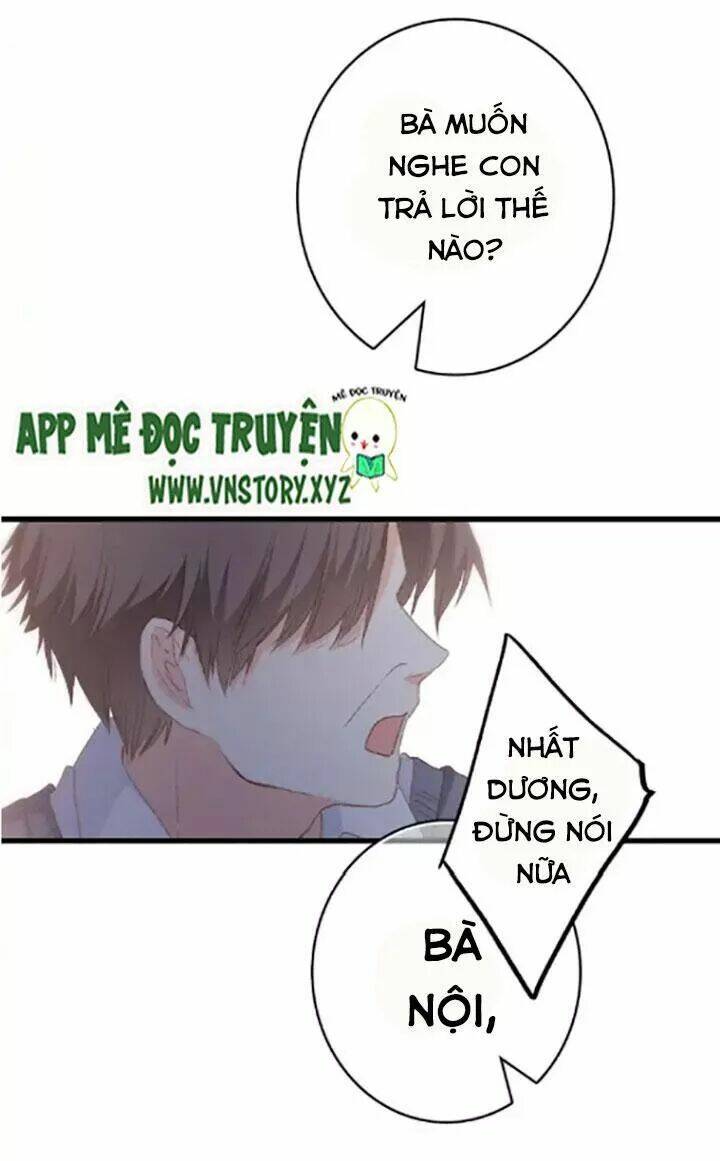 BÀ MUỐN
NGHE CON
TRẢ LỜI THẾ
NÀO?
MÊ ĐỌC TRUYỆN
APP MÊ ĐỌC TRUYỆN
WWW.VNSTORY.XYZ
NHẤT
DƯƠNG,
ĐỪNG NÓI
NỮA
BÀ
NỘI,